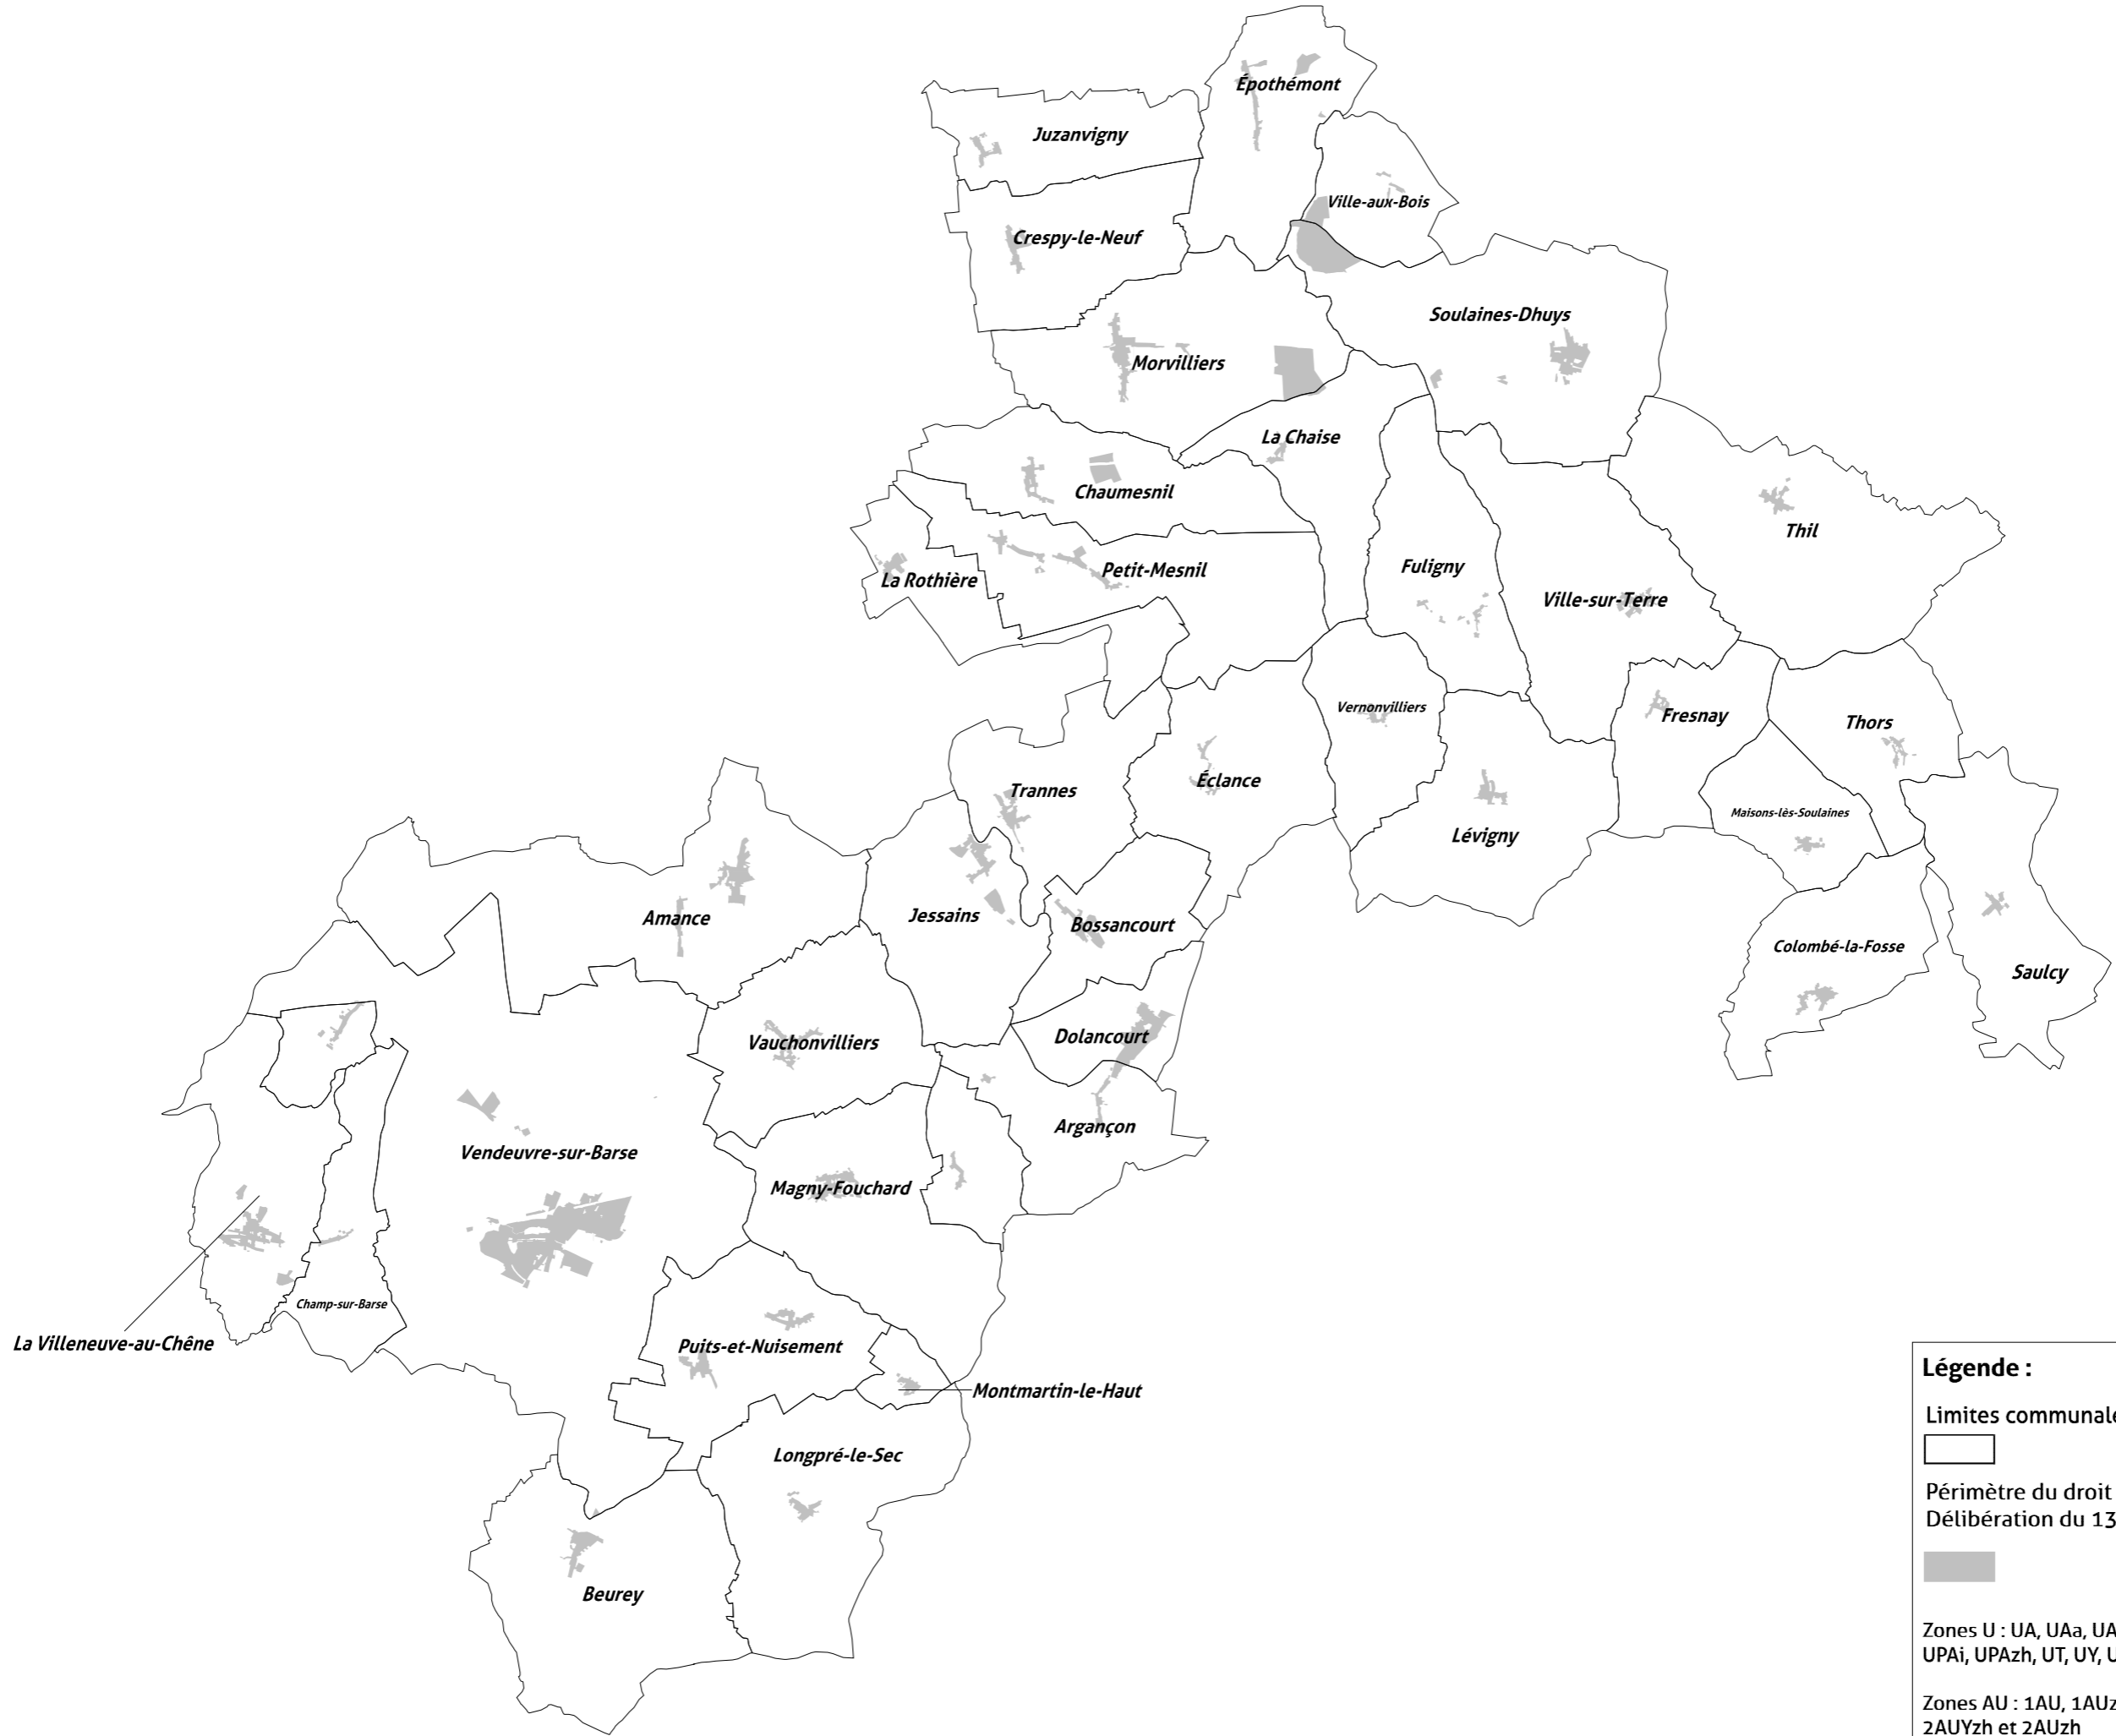 Épothémont
Juzanvigny
Ville-aux-Bois
Crespy-le-Neuf
Soulaines-Dhuys
Morvilliers
La Chaise
Chaumesnil
Thil
Petit-Mesnil
Fuligny
La Rothière
Ville-sur-Terre
Vernonvilliers
Fresnay
Thors
Éclance
Trannes
Maisons-lès-Soulaines
Lévigny
Jessains
Amance
Bossancourt
Colombé-la-Fosse
Saulcy
Dolancourt
Vauchonvilliers
Argançon
Vendeuvre-sur-Barse
Magny-Fouchard
Champ-sur-Barse
La Villeneuve-au-Chêne
Puits-et-Nuisement
Montmartin-le-Haut
Longpré-le-Sec
Beurey
Légende :
Limites communale
Périmètre du droit
Délibération du 13
Zones U : UA, UAa, UA
UPAi, UPAzh, UT, UY, U
Zones AU : 1AU, 1AUz
2AUYzh et 2AUzh